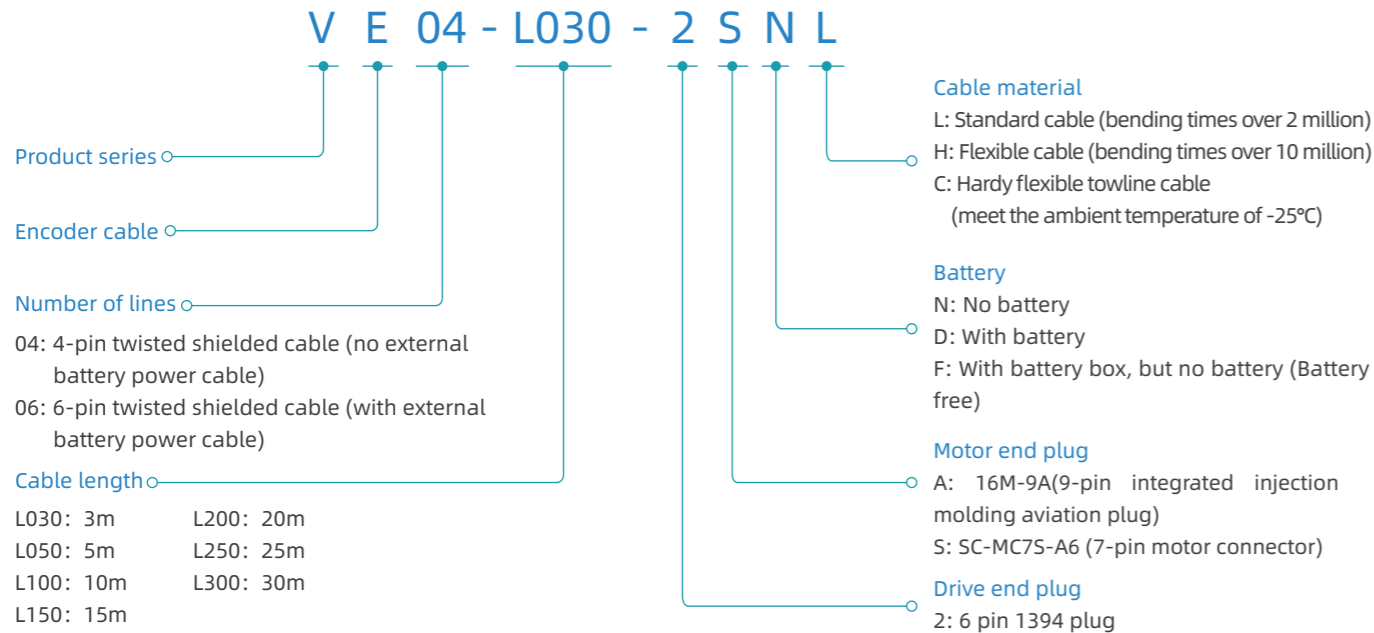 V E 04 - L030 - 2 S N L
Product series
Encoder cable
Number of lines
04: 4-pin twisted shielded cable (no external
battery power cable)
06: 6-pin twisted shielded cable (with external
battery power cable)
Cable length
L030: 3m L200: 20m
L050: 5m L250: 25m
L100: 10m L300: 30m
L150: 15m
Cable material
L: Standard cable (bending times over 2 million)
H: Flexible cable (bending times over 10 million)
C: Hardy flexible towline cable
(meet the ambient temperature of -25℃)
Battery
N: No battery
D: With battery
F: With battery box, but no battery (Battery
free)
Motor end plug
A: 16M-9A(9-pin integrated injection
molding aviation plug)
S: SC-MC7S-A6 (7-pin motor connector)
Drive end plug
2: 6 pin 1394 plug